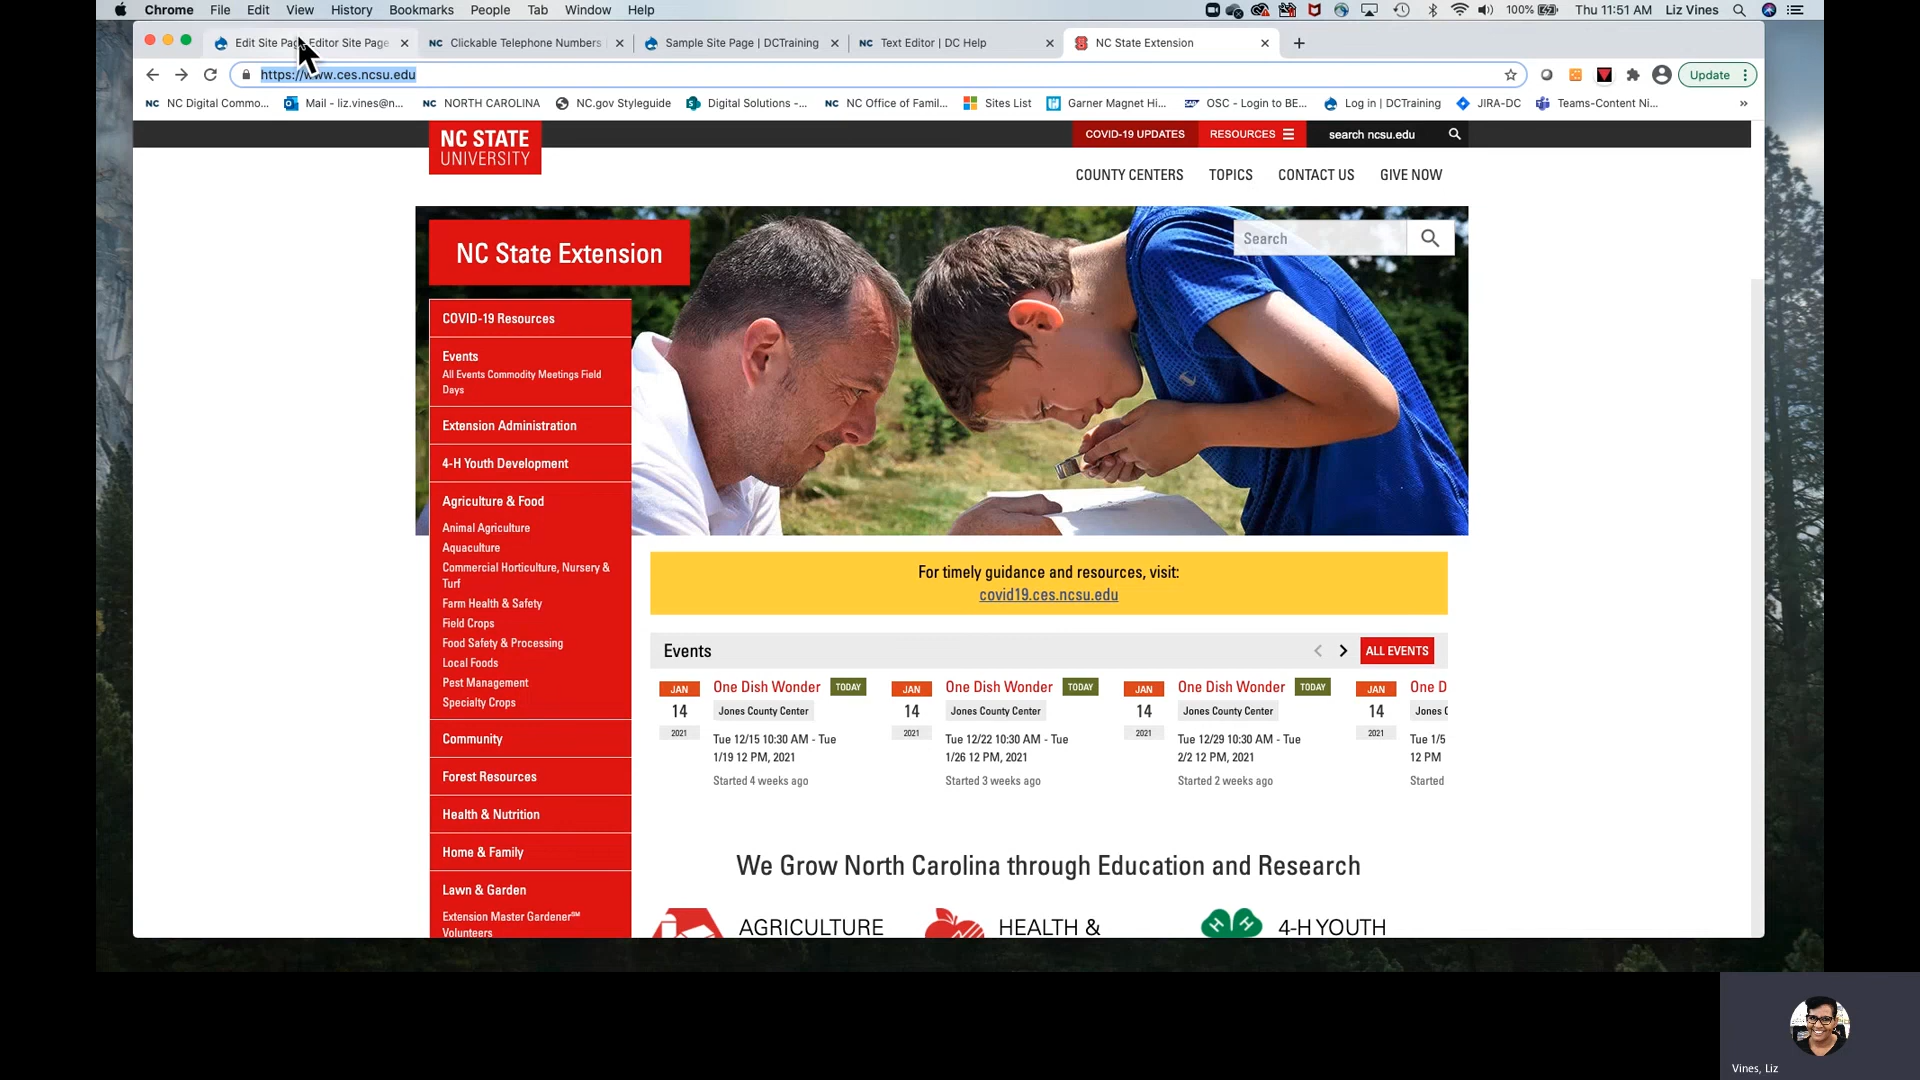 Chrome File Edit View History Bookmarks People Tab Window Help 100% Thu 11:51 AM Liz Vines
Edit Site Page Editor Site Page NC Clickable Telephone Numbers Sample Site Page | DCTraining NC Text Editor | DC Help NC State Extension
https://www.ces.ncsu.edu Update
NC NC Digital Commo... Mail - liz.vines@n... NC NORTH CAROLINA NC.gov Styleguide Digital Solutions -... NC NC Office of Famil... Sites List Garner Magnet Hi... OSC - Login to BE... Log in | DCTraining JIRA-DC Teams-Content Ni... »
NC STATE
UNIVERSITY
COVID-19 UPDATES RESOURCES search ncsu.edu
COUNTY CENTERS TOPICS CONTACT US GIVE NOW
NC State Extension
Search
COVID-19 Resources
Events
All Events Commodity Meetings Field
Days
Extension Administration
4-H Youth Development
Agriculture & Food
Animal Agriculture
Aquaculture
Commercial Horticulture, Nursery &
Turf
Farm Health & Safety
Field Crops
Food Safety & Processing
Local Foods
Pest Management
Specialty Crops
Community
Forest Resources
Health & Nutrition
Home & Family
Lawn & Garden
Extension Master Gardener℠
Volunteers
For timely guidance and resources, visit:
covid19.ces.ncsu.edu
Events ALL EVENTS
JAN
14
2021
One Dish Wonder TODAY
Jones County Center
Tue 12/15 10:30 AM - Tue
1/19 12 PM, 2021
Started 4 weeks ago
JAN
14
2021
One Dish Wonder TODAY
Jones County Center
Tue 12/22 10:30 AM - Tue
1/26 12 PM, 2021
Started 3 weeks ago
JAN
14
2021
One Dish Wonder TODAY
Jones County Center
Tue 12/29 10:30 AM - Tue
2/2 12 PM, 2021
Started 2 weeks ago
JAN
14
2021
One D
Jones C
Tue 1/5
12 PM
Started
We Grow North Carolina through Education and Research
AGRICULTURE HEALTH & 4-H YOUTH
Vines, Liz